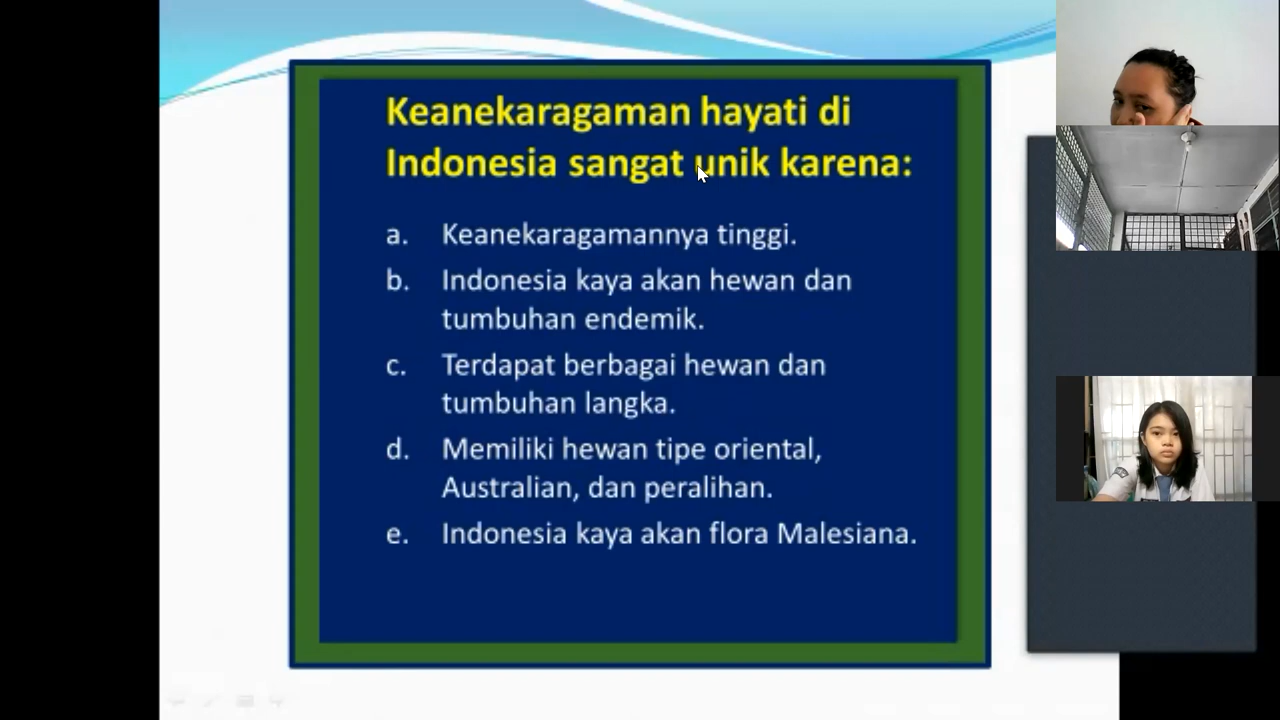 Keanekaragaman hayati di
Indonesia sangat unik karena:
a. Keanekaragamannya tinggi.
b. Indonesia kaya akan hewan dan
tumbuhan endemik.
c. Terdapat berbagai hewan dan
tumbuhan langka.
d. Memiliki hewan tipe oriental,
Australian, dan peralihan.
e. Indonesia kaya akan flora Malesiana.